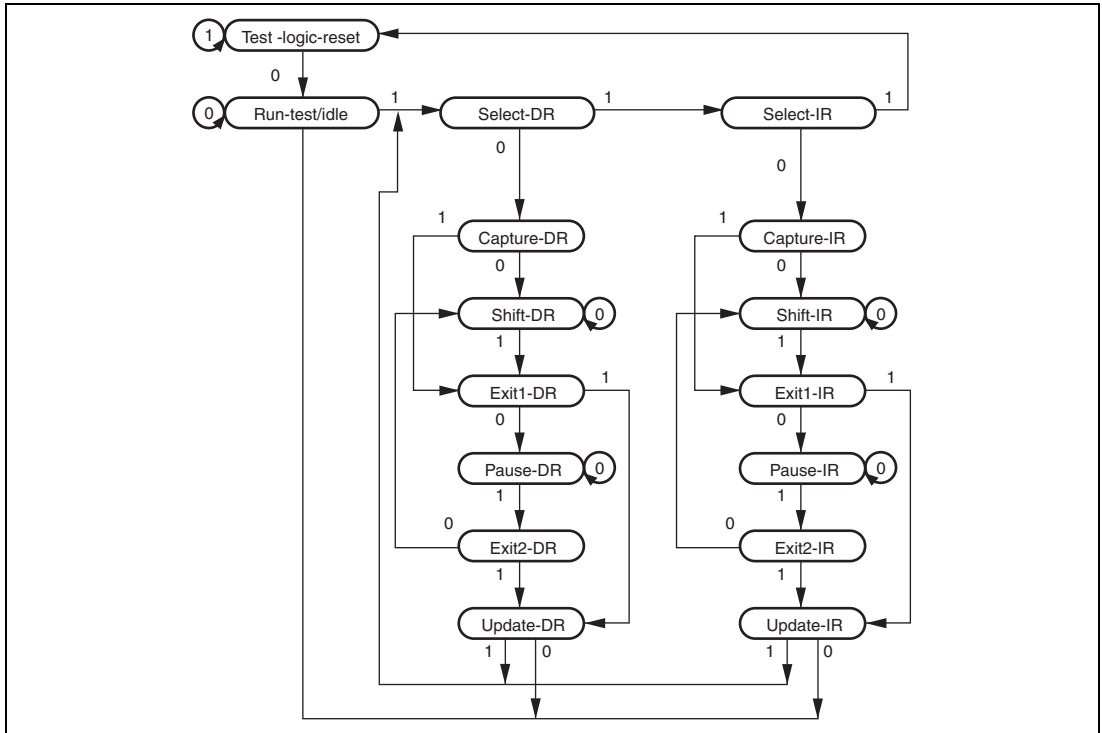 1
Test -logic-reset
0
0
Run-test/idle
1
Select-DR
1
Select-IR
1
0
0
1
Capture-DR
1
Capture-IR
0
0
Shift-DR
0
Shift-IR
0
1
1
Exit1-DR
1
Exit1-IR
1
0
0
Pause-DR
0
Pause-IR
0
1
1
0
Exit2-DR
0
Exit2-IR
1
1
Update-DR
Update-IR
1
0
1
0